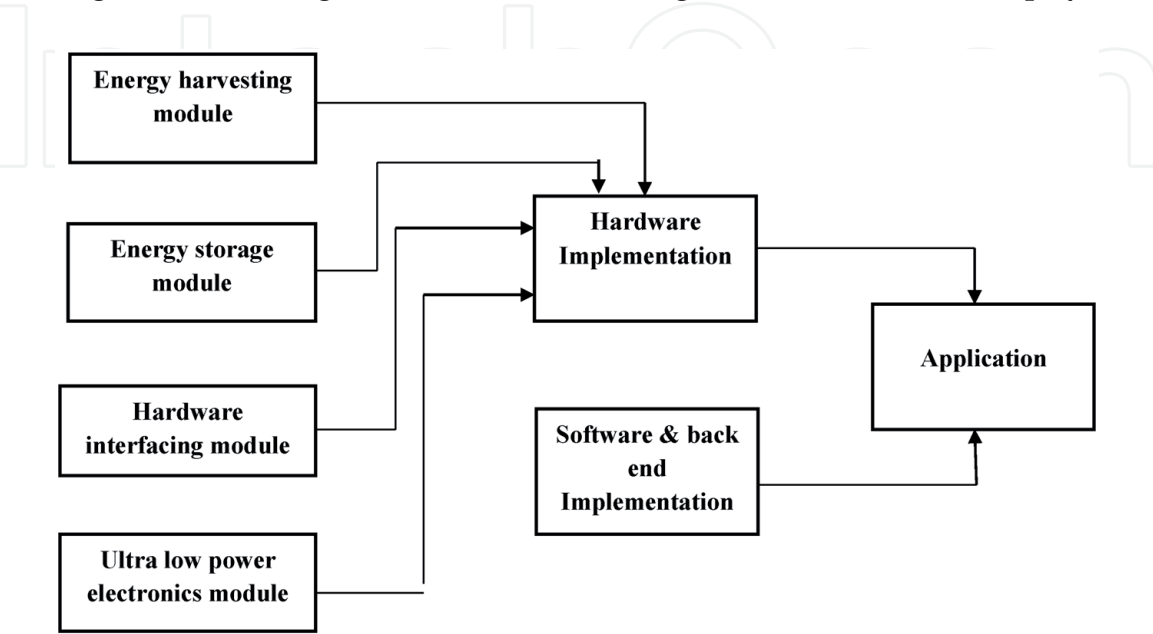 Energy harvesting
module
Energy storage
module
Hardware
interfacing module
Ultra low power
electronics module
Hardware
Implementation
Software & back
end
Implementation
Application